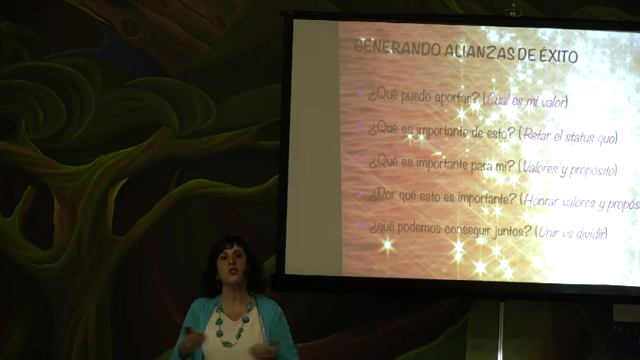 GENERANDO ALIANZAS DE ÉXITO
¿Qué puedo aportar? (Cual es mi valor)
¿Qué es importante de esto? (Retar el status quo)
¿Qué es importante para mi? (Valores y propósito)
¿Por qué esto es importante? (Honrar valores y propós
¿qué podemos conseguir juntos? (Unir vs dividir)